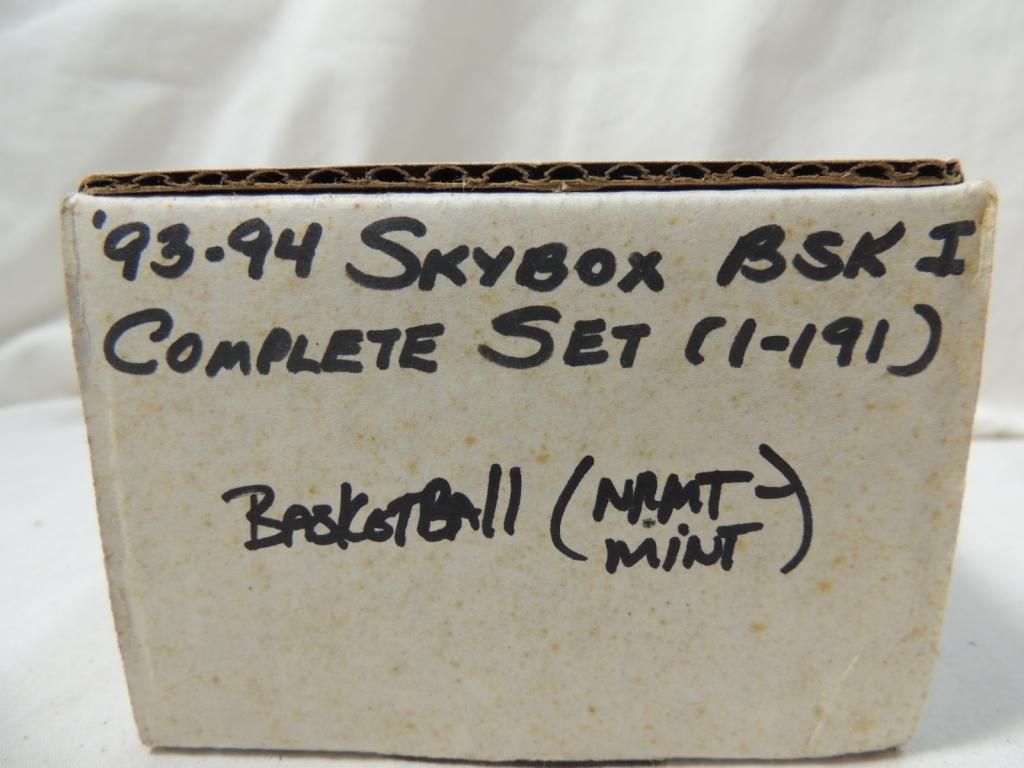 '93-94 SKYBOX BSK I
COMPLETE SET (1-191)
BASKETBALL (NRMT-
MINT)